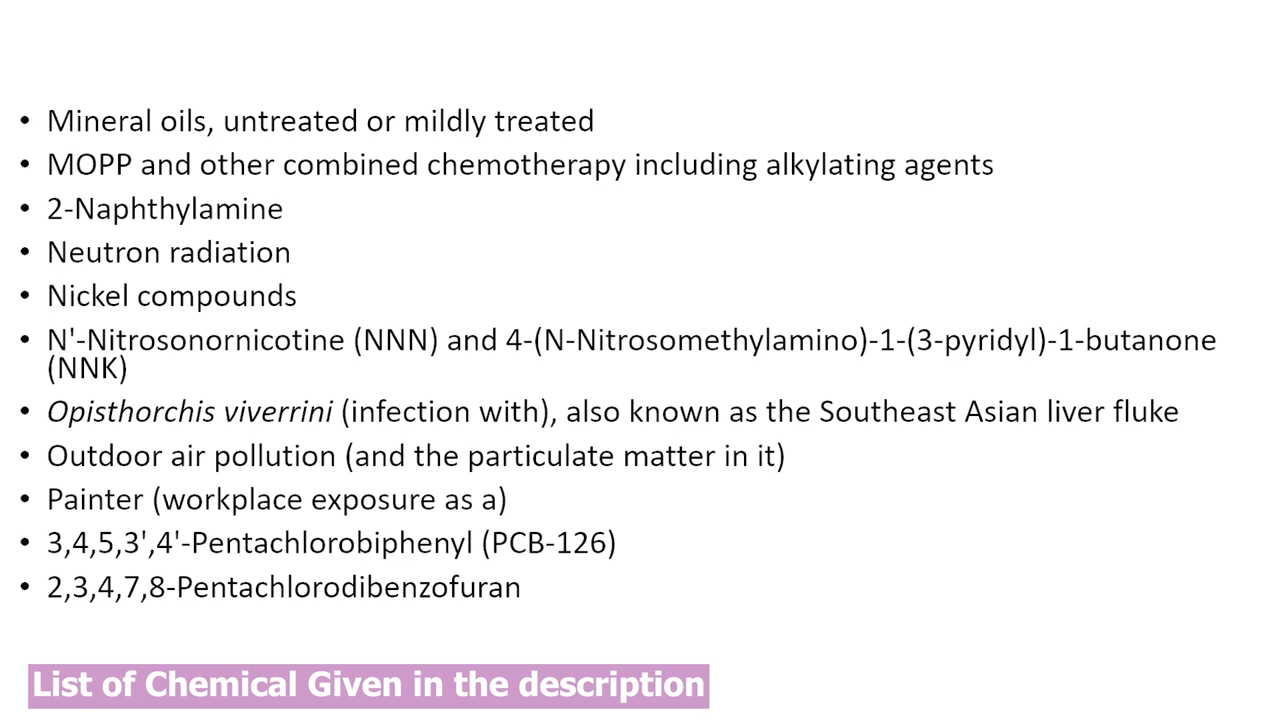 • Mineral oils, untreated or mildly treated
• MOPP and other combined chemotherapy including alkylating agents
• 2-Naphthylamine
• Neutron radiation
• Nickel compounds
• N'-Nitrosonornicotine (NNN) and 4-(N-Nitrosomethylamino)-1-(3-pyridyl)-1-butanone
(NNK)
• Opisthorchis viverrini (infection with), also known as the Southeast Asian liver fluke
• Outdoor air pollution (and the particulate matter in it)
• Painter (workplace exposure as a)
• 3,4,5,3',4'-Pentachlorobiphenyl (PCB-126)
• 2,3,4,7,8-Pentachlorodibenzofuran
List of Chemical Given in the description